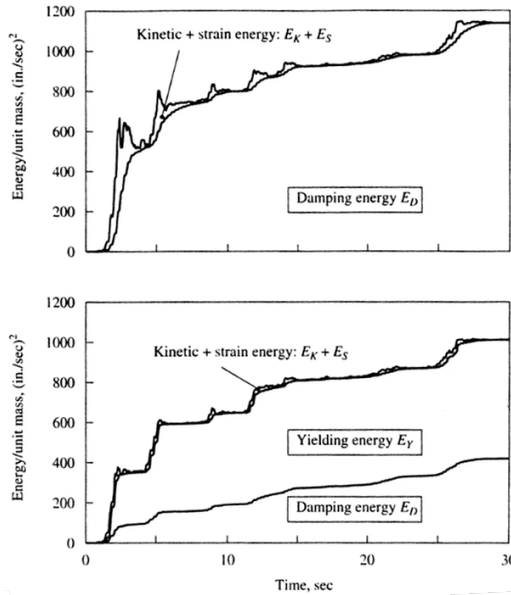 1200
Kinetic + strain energy: E_K + E_S
1000
800
600
400
200
0
Energy/unit mass, (in./sec)²
Damping energy E_D
1200
1000
800
600
400
200
0
Energy/unit mass, (in./sec)²
Kinetic + strain energy: E_K + E_S
Yielding energy E_Y
Damping energy E_D
0 10 20 30
Time, sec